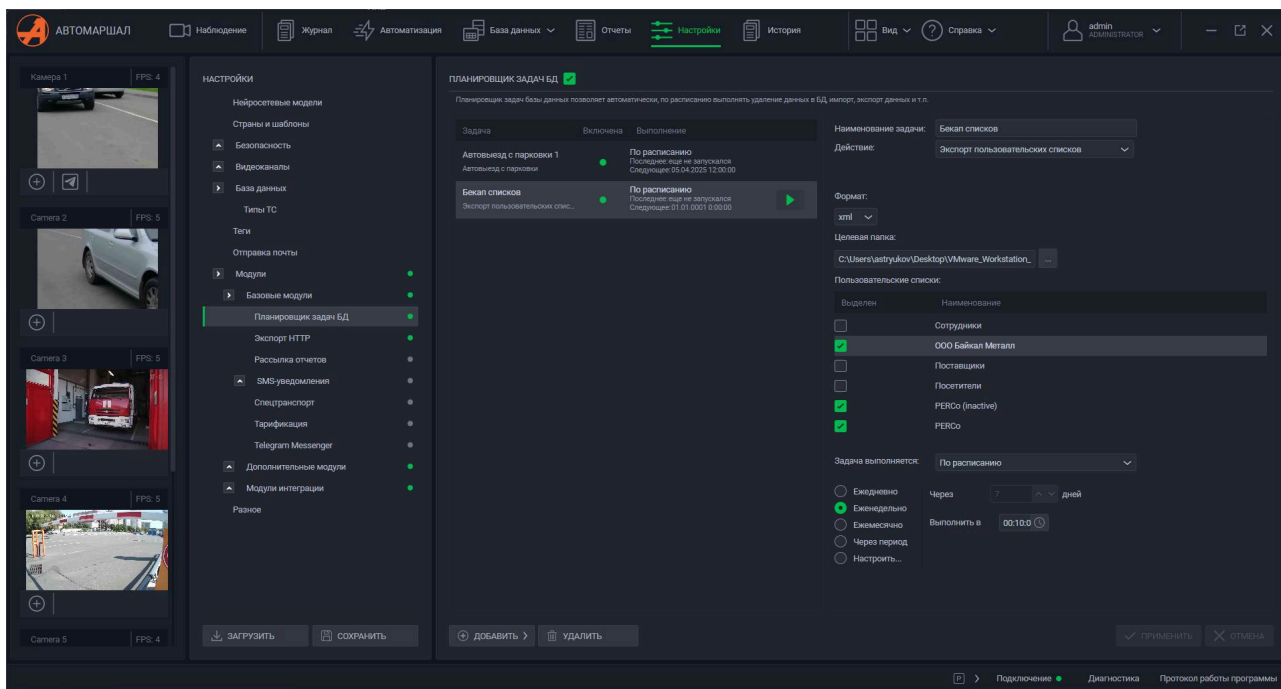 АВТОМАРШАЛ
Наблюдение
Журнал
Автоматизация
База данных
Отчеты
Настройки
История
Вид
Справка
admin
ADMINISTRATOR
Камера 1 FPS: 4
Camera 2 FPS: 5
Camera 3 FPS: 5
Camera 4 FPS: 5
Camera 5 FPS: 4
НАСТРОЙКИ
Нейросетевые модели
Страны и шаблоны
Безопасность
Видеоканалы
База данных
Типы ТС
Теги
Отправка почты
Модули
Базовые модули
Планировщик задач БД
Экспорт HTTP
Рассылка отчетов
SMS-уведомления
Спецтранспорт
Тарификация
Telegram Messenger
Дополнительные модули
Модули интеграции
Разное
ЗАГРУЗИТЬ
СОХРАНИТЬ
ПЛАНИРОВЩИК ЗАДАЧ БД
Планировщик задач базы данных позволяет автоматически, по расписанию выполнять удаление данных в БД, импорт, экспорт данных и т.п.
Задача Включена Выполнение
Автовыезд с парковки 1
Автовыезд с парковки
По расписанию
Последнее: еще не запускался
Следующее: 05.04.2025 12:00:00
Бекап списков
Экспорт пользовательских спис...
По расписанию
Последнее: еще не запускался
Следующее: 01.01.0001 0:00:00
ДОБАВИТЬ
УДАЛИТЬ
Наименование задачи: Бекап списков
Действие: Экспорт пользовательских списков
Формат:
xml
Целевая папка:
C:\Users\astryukov\Desktop\VMware_Workstation_ ...
Пользовательские списки:
Выделен Наименование
Сотрудники
ООО Байкал Металл
Поставщики
Посетители
PERCo (inactive)
PERCo
Задача выполняется: По расписанию
Ежедневно
Еженедельно
Ежемесячно
Через период
Настроить...
Через 7 дней
Выполнить в 00:10:0
ПРИМЕНИТЬ
ОТМЕНА
P
Подключение
Диагностика
Протокол работы программы